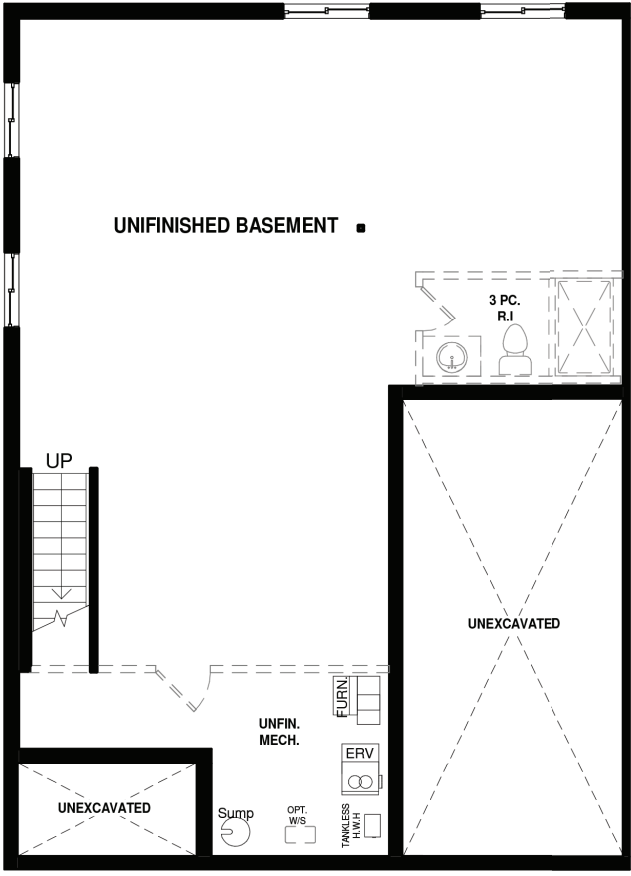 UNIFINISHED BASEMENT
3 PC.
R.I
UP
UNEXCAVATED
FURN.
UNFIN.
MECH.
ERV
UNEXCAVATED
Sump
OPT.
W/S
TANKLESS
H.W.H